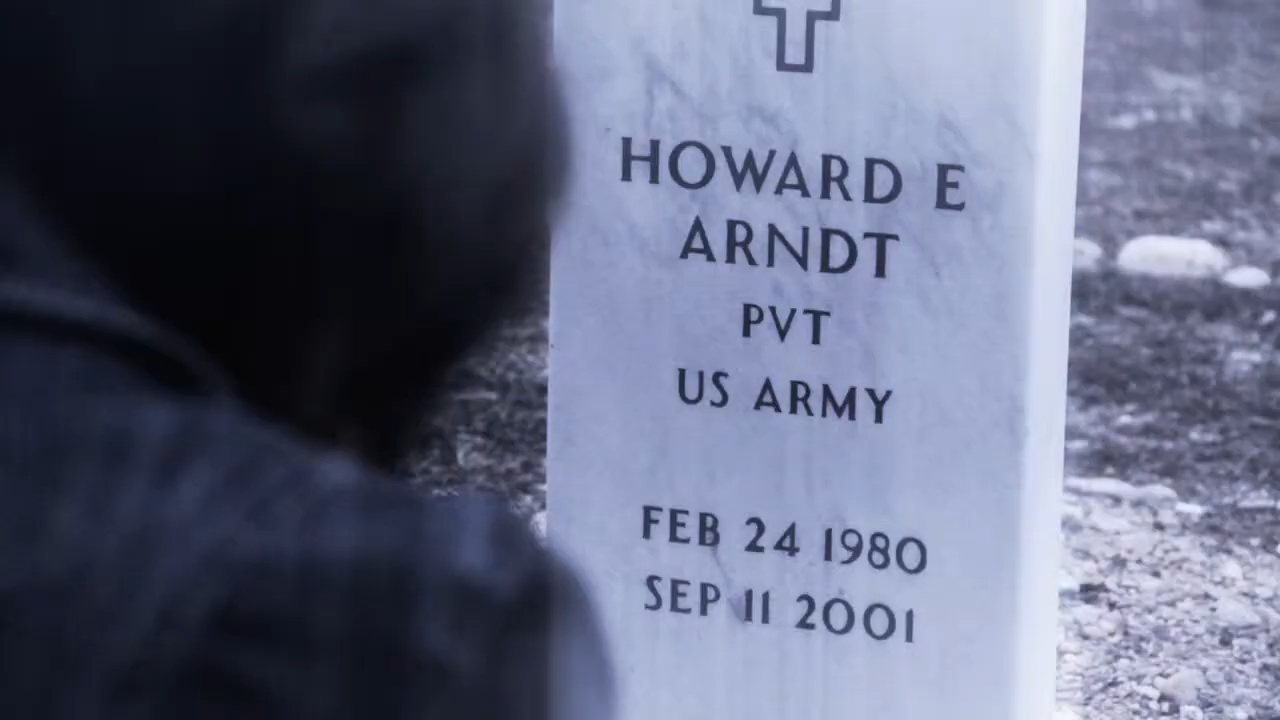 HOWARD E
ARNDT
PVT
US ARMY
FEB 24 1980
SEP 11 2001